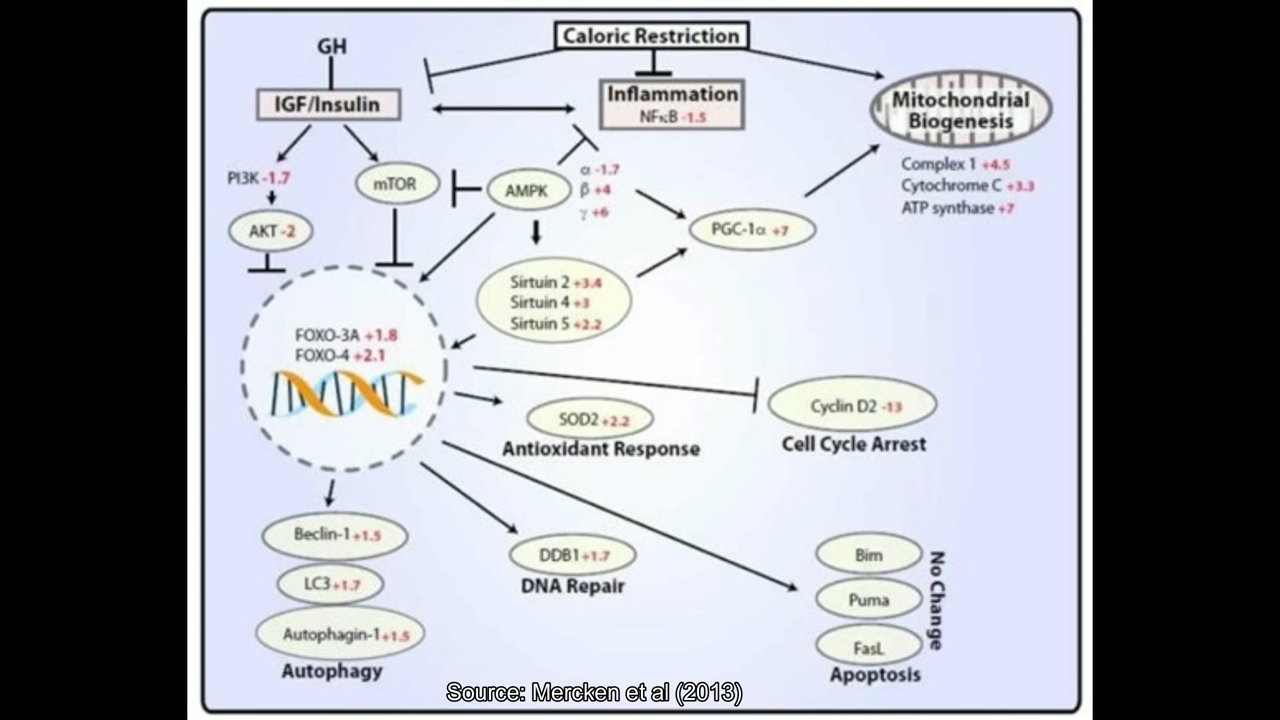 Caloric Restriction
GH
IGF/Insulin
Inflammation
NFκB -1.5
Mitochondrial
Biogenesis
Complex 1 +4.5
Cytochrome C +3.3
ATP synthase +7
PI3K -1.7
mTOR
AMPK
α -1.7
β +4
γ +6
AKT -2
PGC-1α +7
Sirtuin 2 +3.4
Sirtuin 4 +3
Sirtuin 5 +2.2
FOXO-3A +1.8
FOXO-4 +2.1
SOD2 +2.2
Antioxidant Response
Cyclin D2 -13
Cell Cycle Arrest
Beclin-1 +1.5
LC3 +1.7
Autophagin-1 +1.5
Autophagy
DDB1 +1.7
DNA Repair
Bim
Puma
FasL
No Change
Apoptosis
Source: Mercken et al (2013)